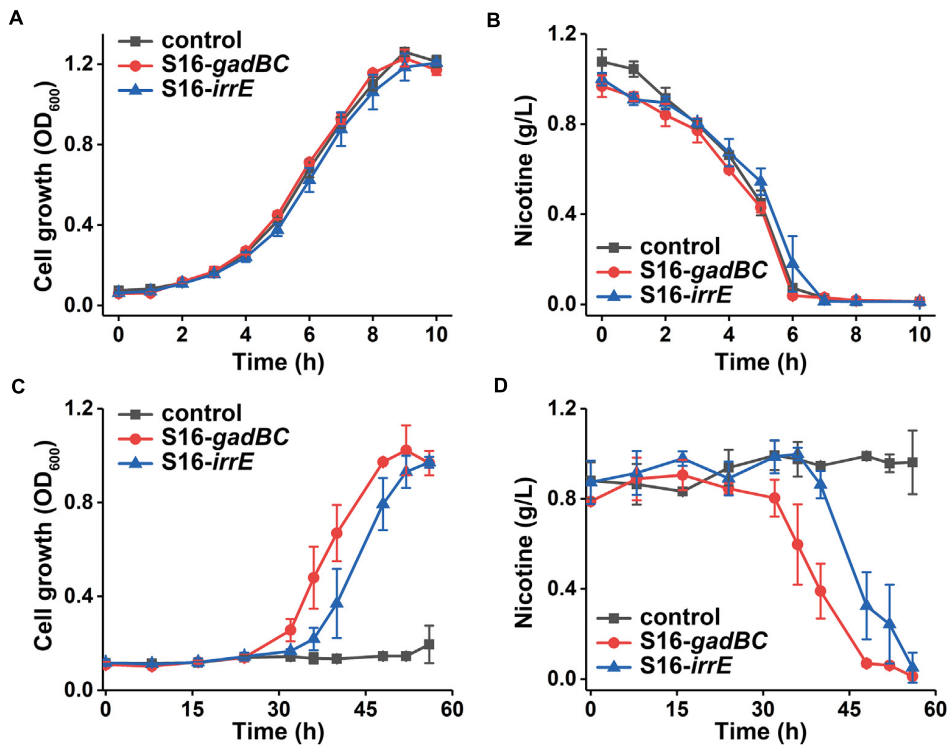 A
control
S16-gadBC
S16-irrE
1.2
0.8
0.4
0.0
Cell growth (OD600)
0 2 4 6 8 10
Time (h)
B
1.2
0.8
0.4
0.0
Nicotine (g/L)
control
S16-gadBC
S16-irrE
0 2 4 6 8 10
Time (h)
C
control
S16-gadBC
S16-irrE
1.2
0.8
0.4
0.0
Cell growth (OD600)
0 15 30 45 60
Time (h)
D
1.2
0.8
0.4
0.0
Nicotine (g/L)
control
S16-gadBC
S16-irrE
0 15 30 45 60
Time (h)